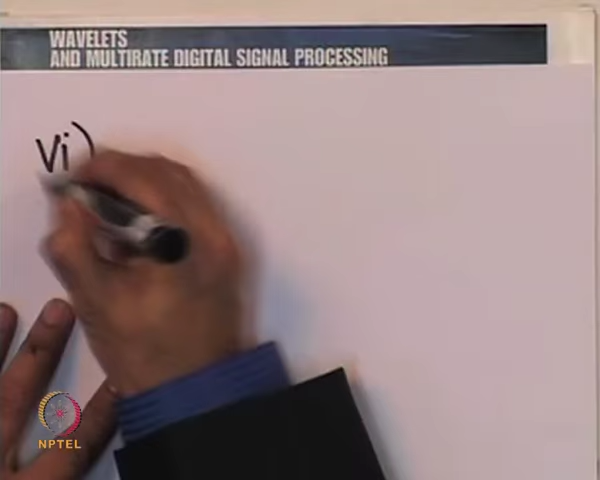 WAVELETS
AND MULTIRATE DIGITAL SIGNAL PROCESSING
vi)
NPTEL